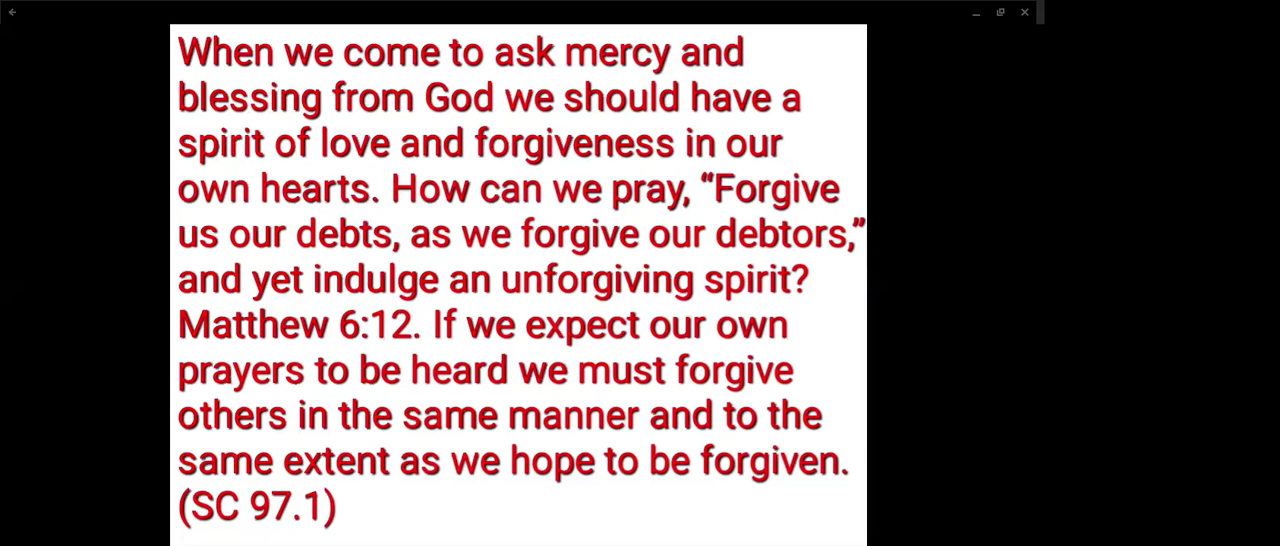 When we come to ask mercy and
blessing from God we should have a
spirit of love and forgiveness in our
own hearts. How can we pray, “Forgive
us our debts, as we forgive our debtors,”
and yet indulge an unforgiving spirit?
Matthew 6:12. If we expect our own
prayers to be heard we must forgive
others in the same manner and to the
same extent as we hope to be forgiven.
(SC 97.1)